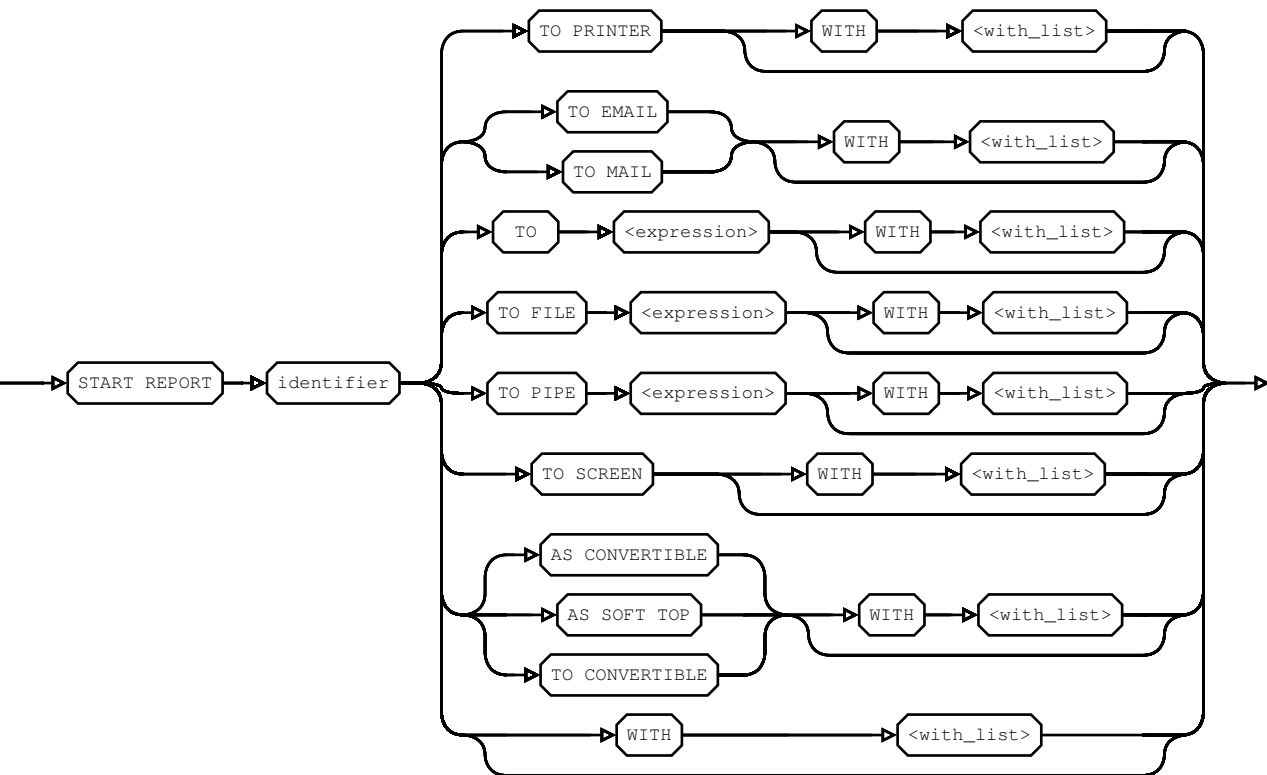 TO PRINTER WITH <with_list>
TO EMAIL
WITH <with_list>
TO MAIL
TO <expression> WITH <with_list>
TO FILE <expression> WITH <with_list>
START REPORT identifier
TO PIPE <expression> WITH <with_list>
TO SCREEN WITH <with_list>
AS CONVERTIBLE
AS SOFT TOP WITH <with_list>
TO CONVERTIBLE
WITH <with_list>